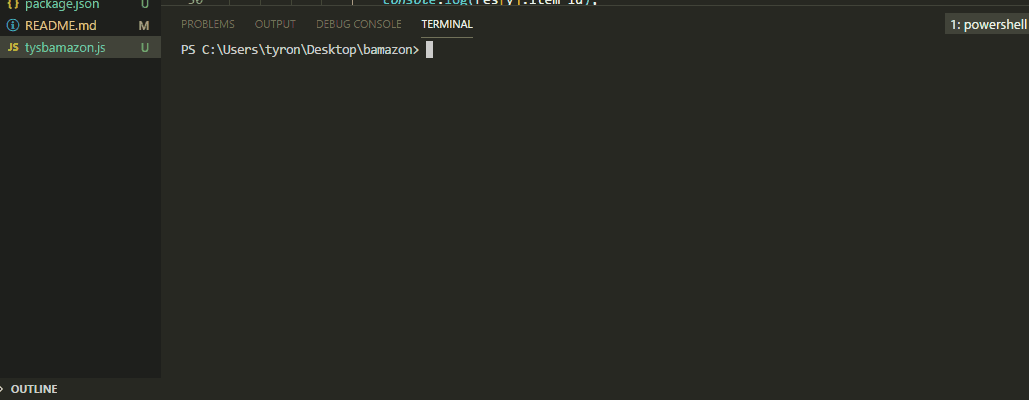 package.json U
README.md M
JS tysbamazon.js U
console.log(res[y].item_id);
PROBLEMS OUTPUT DEBUG CONSOLE TERMINAL
1: powershell
PS C:\Users\tyron\Desktop\bamazon>
OUTLINE